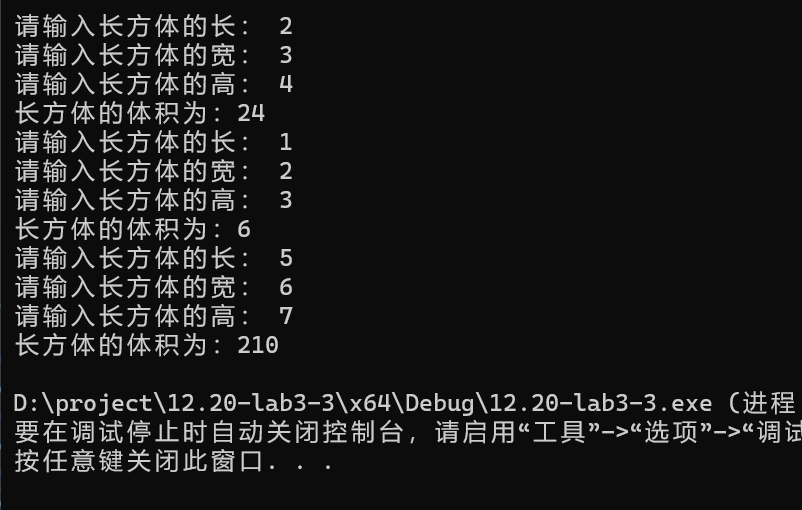 请输入长方体的长： 2
请输入长方体的宽： 3
请输入长方体的高： 4
长方体的体积为：24
请输入长方体的长： 1
请输入长方体的宽： 2
请输入长方体的高： 3
长方体的体积为：6
请输入长方体的长： 5
请输入长方体的宽： 6
请输入长方体的高： 7
长方体的体积为：210
D:\project\12.20-lab3-3\x64\Debug\12.20-lab3-3.exe (进程
要在调试停止时自动关闭控制台，请启用“工具”->“选项”->“调试
按任意键关闭此窗口. . .